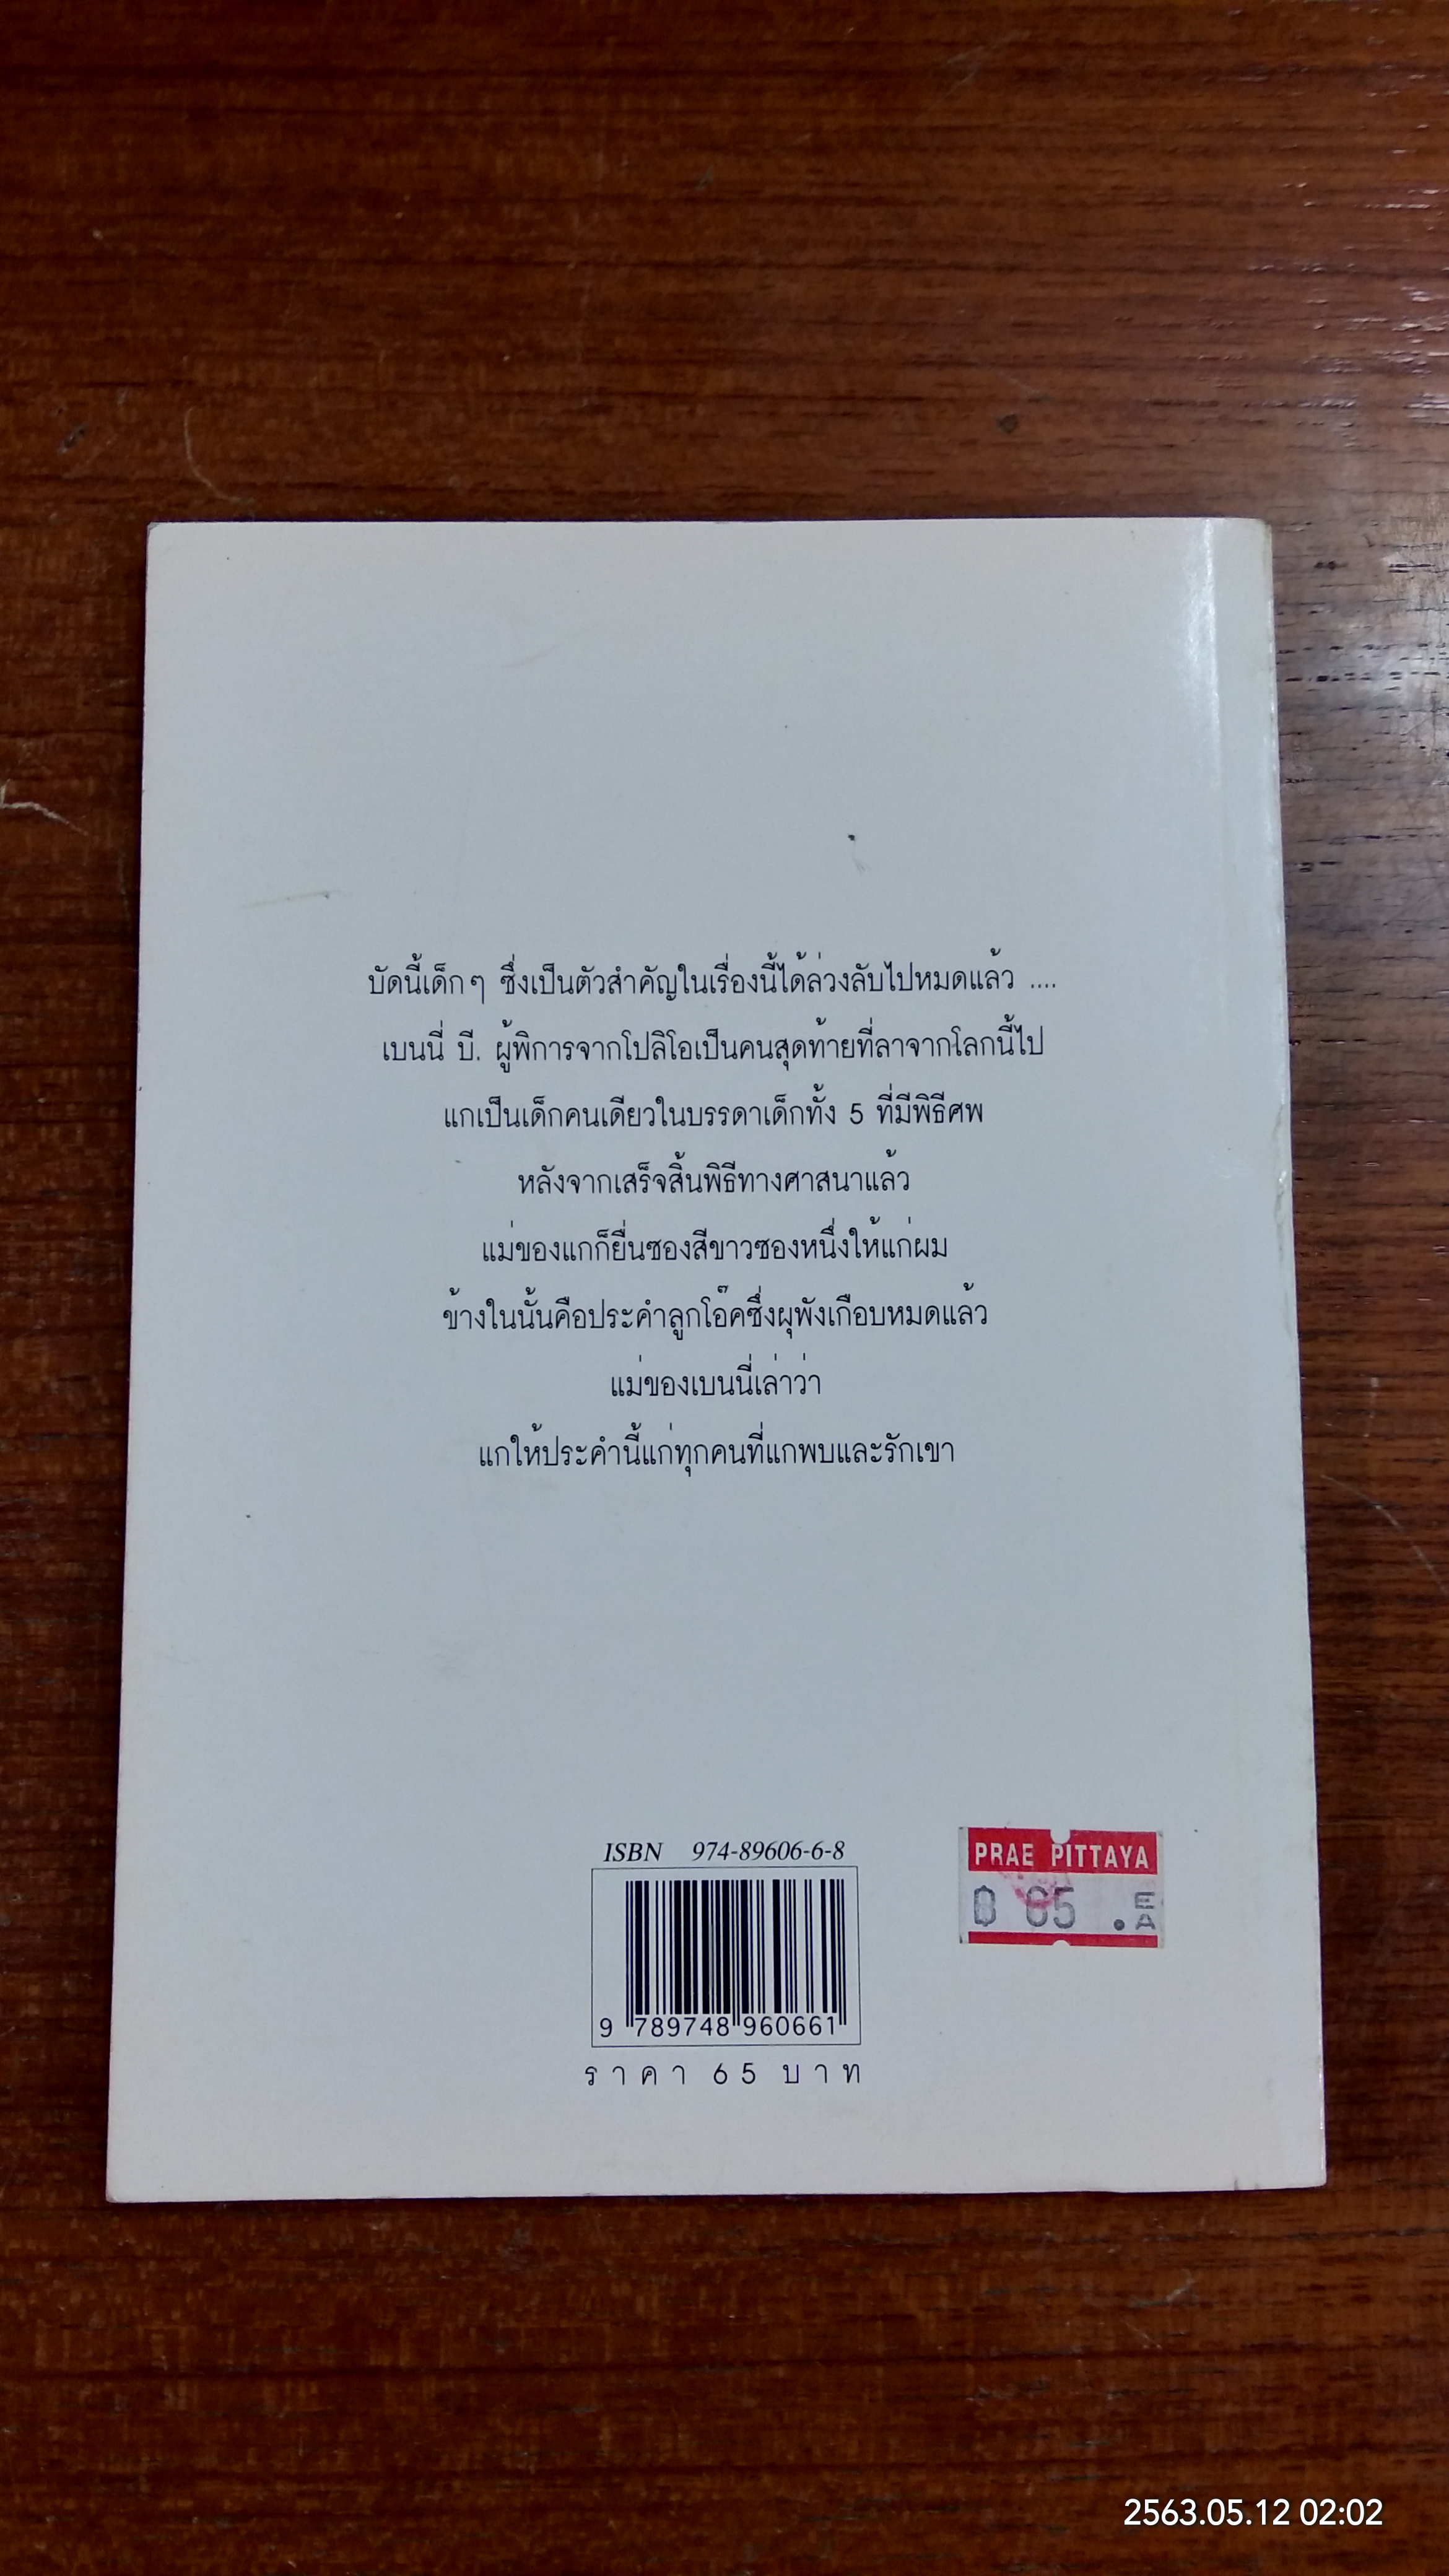 บัดนี้เด็กๆ ซึ่งเป็นตัวสำคัญในเรื่องนี้ได้ล่วงลับไปหมดแล้ว ....
เบนนี่ บี. ผู้พิการจากโปลิโอเป็นคนสุดท้ายที่ลาจากโลกนี้ไป
แกเป็นเด็กคนเดียวในบรรดาเด็กทั้ง 5 ที่มีพิธีศพ
หลังจากเสร็จสิ้นพิธีทางศาสนาแล้ว
แม่ของแกก็ยื่นซองสีขาวซองหนึ่งให้แก่ผม
ข้างในนั้นคือประคำลูกโอ๊คซึ่งผุพังเกือบหมดแล้ว
แม่ของเบนนี่เล่าว่า
แกให้ประคำนี้แก่ทุกคนที่แกพบและรักเขา
ISBN 974-89606-6-8
9 789748 960661
ราคา 65 บาท
PRAE PITTAYA
฿ 65 . EA
2563.05.12 02:02